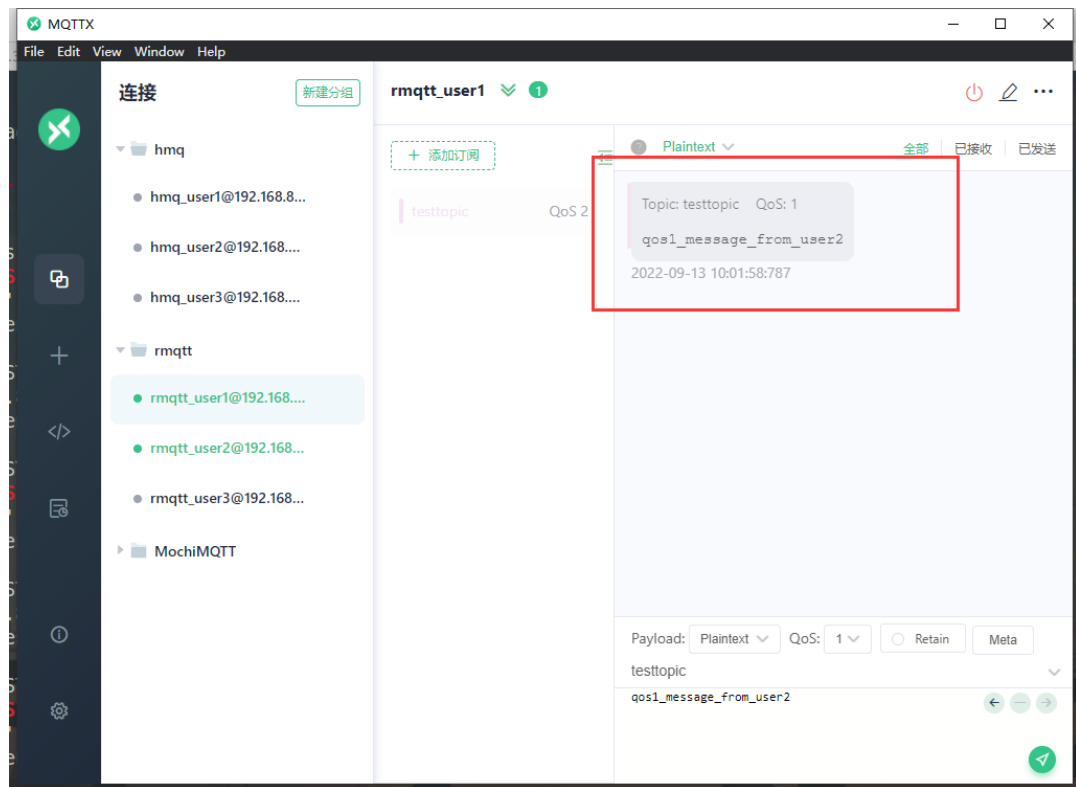 MQTTX
File Edit View Window Help
连接
新建分组
hmq
hmq_user1@192.168.8...
hmq_user2@192.168....
hmq_user3@192.168....
rmqtt
rmqtt_user1@192.168....
rmqtt_user2@192.168...
rmqtt_user3@192.168...
MochiMQTT
rmqtt_user1 1
+ 添加订阅
testtopic QoS 2
Plaintext 全部 已接收 已发送
Topic: testtopic QoS: 1
qos1_message_from_user2
2022-09-13 10:01:58:787
Payload: Plaintext QoS: 1 Retain Meta
testtopic
qos1_message_from_user2